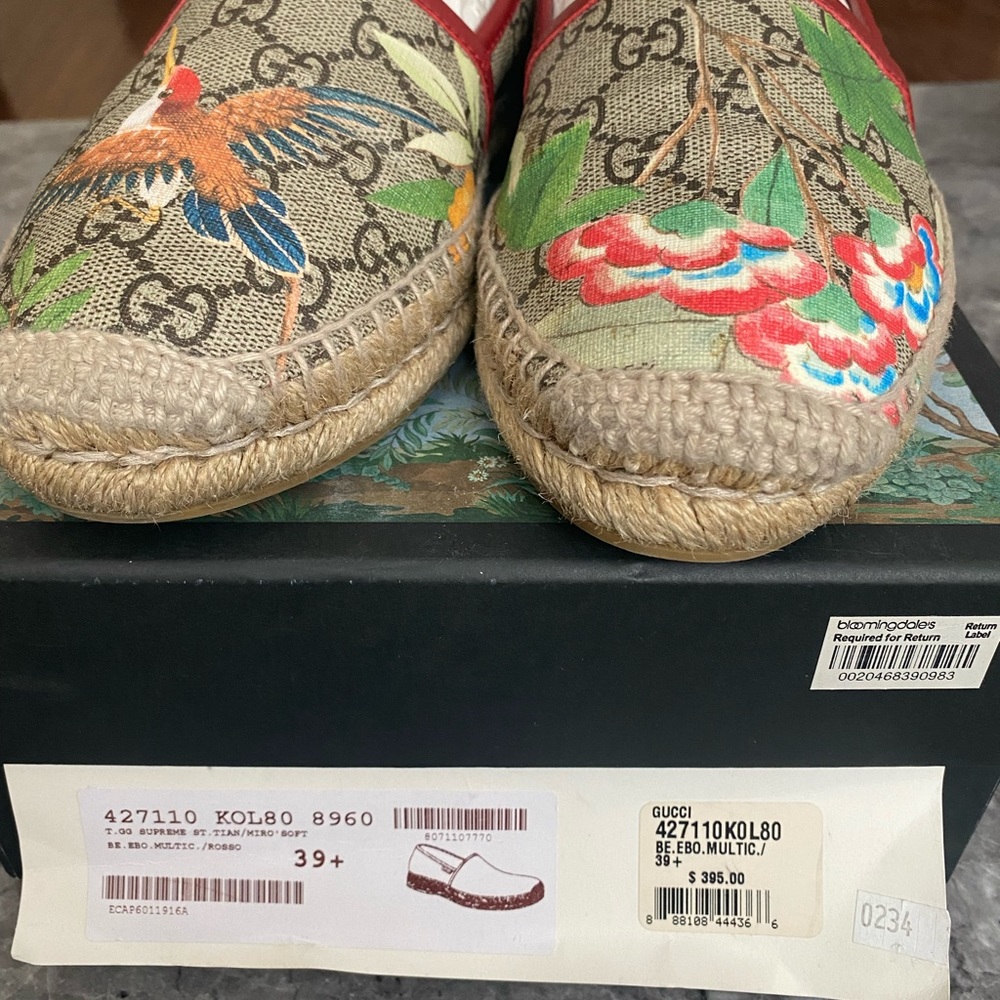 bloomingdale's
Required for Return
Return
Label
0020468390983
427110 KOL80 8960
T.GG SUPREME ST.TIAN/MIRO'SOFT
BE.EBO.MULTIC./ROSSO
39+
ECAP6011916A
8071107770
GUCCI
427110K0L80
BE.EBO.MULTIC./
39+
$ 395.00
8 88108 44436 6
0234